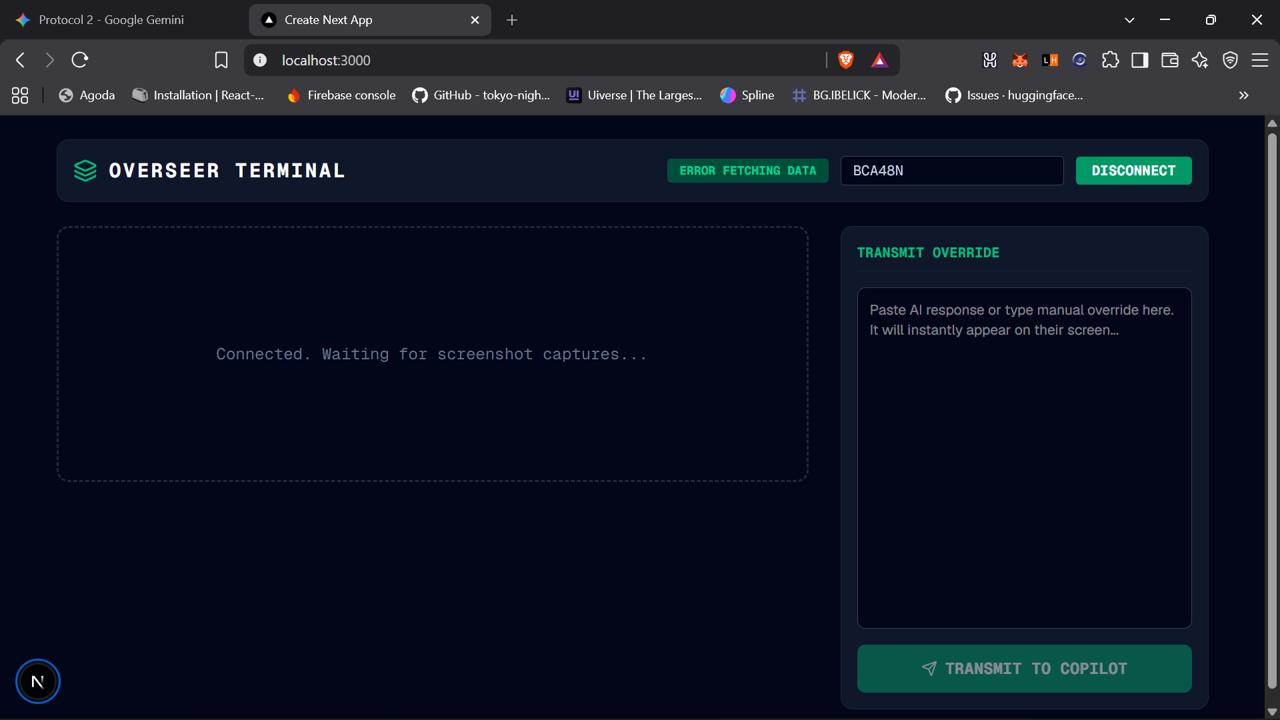 Protocol 2 - Google Gemini
Create Next App
localhost:3000
Agoda
Installation | React-...
Firebase console
GitHub - tokyo-nigh...
UI
Uiverse | The Larges...
Spline
BG.IBELICK - Moder...
Issues · huggingface...
OVERSEER TERMINAL
ERROR FETCHING DATA
BCA48N
DISCONNECT
Connected. Waiting for screenshot captures...
TRANSMIT OVERRIDE
Paste AI response or type manual override here.
It will instantly appear on their screen...
TRANSMIT TO COPILOT
N